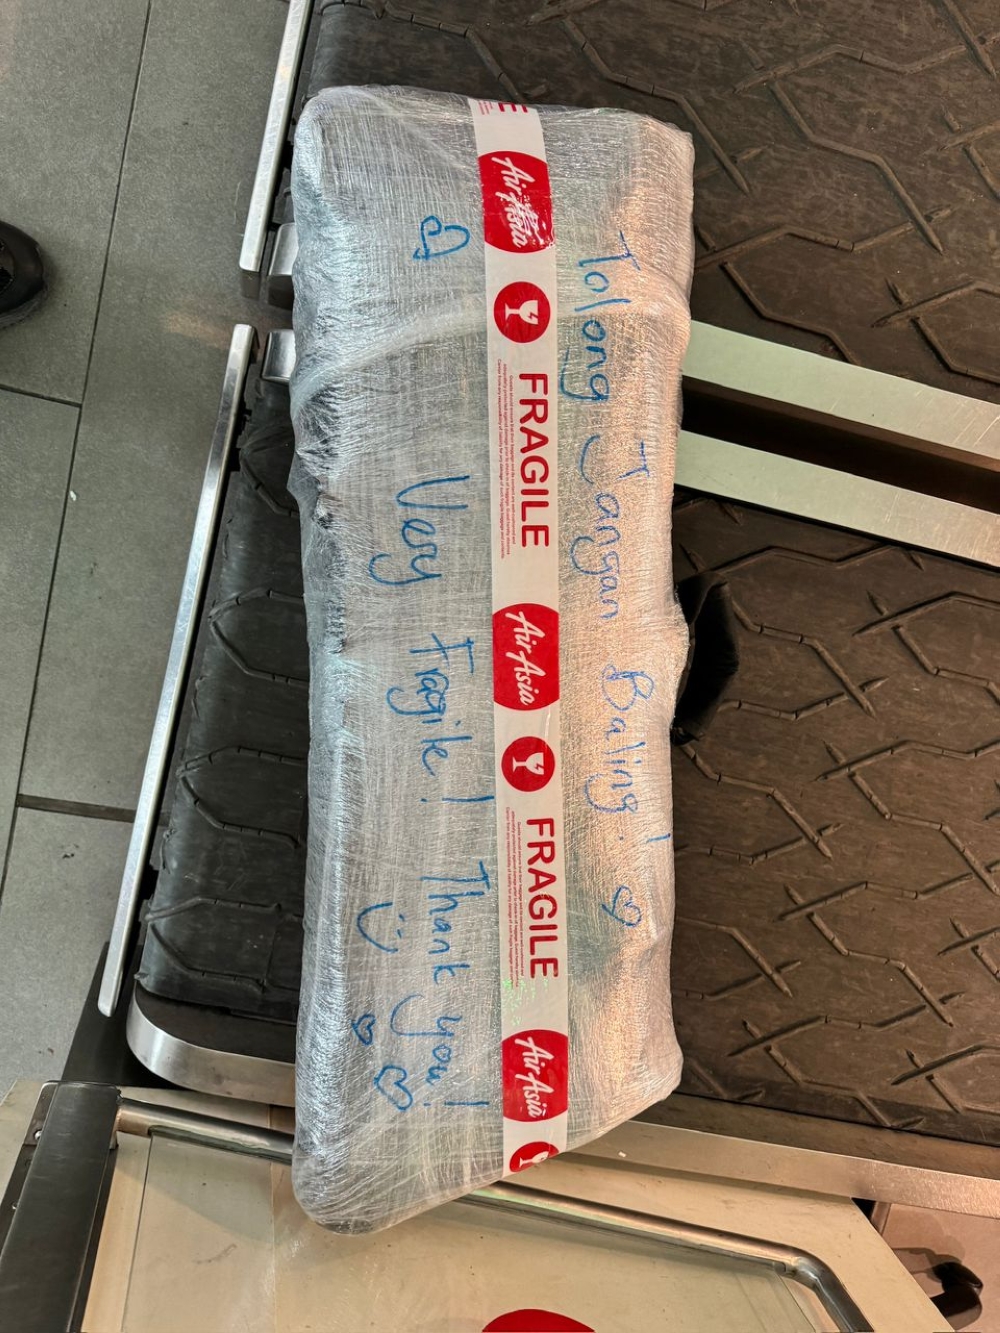 Tolong Jangan Baling!
E
AirAsia
FRAGILE
AirAsia
FRAGILE
AirAsia
Very Fragile! Thank you!